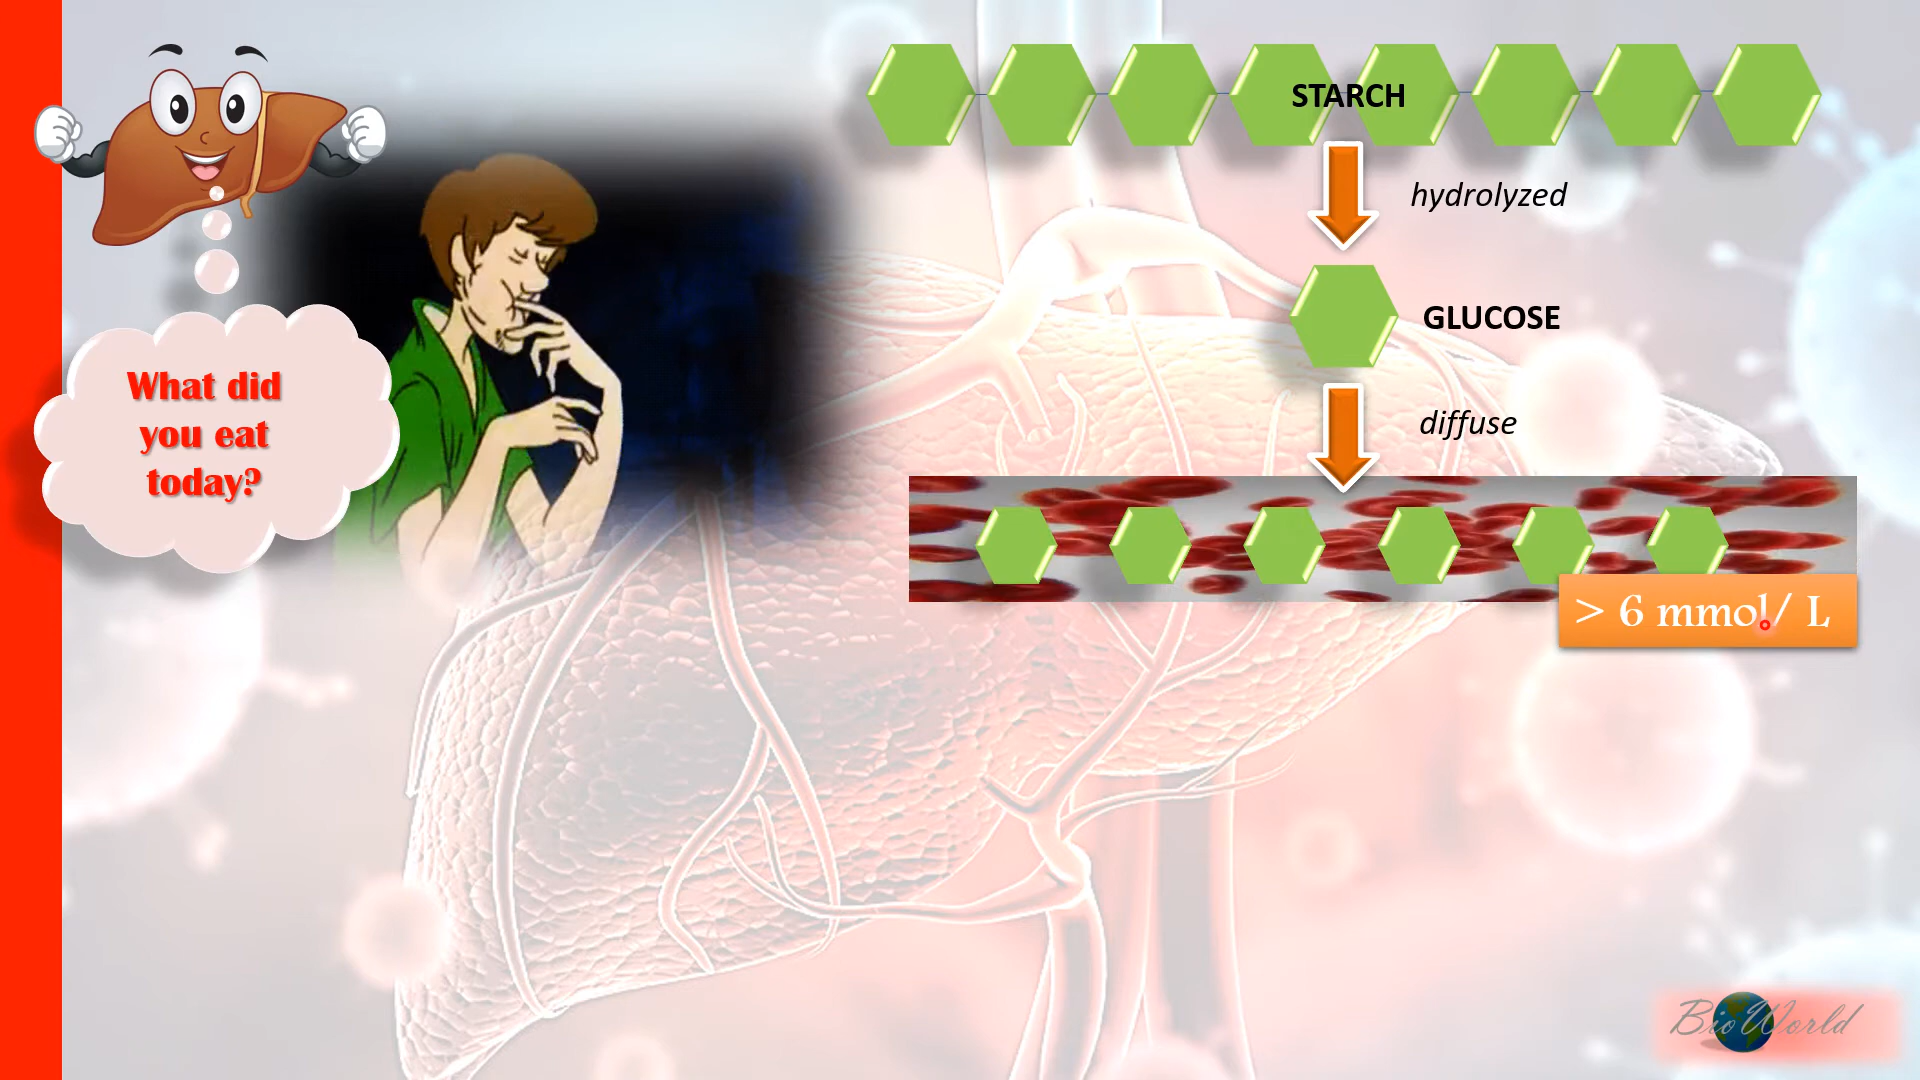 What did
you eat
today?
STARCH
hydrolyzed
GLUCOSE
diffuse
> 6 mmol/ L
BioWorld